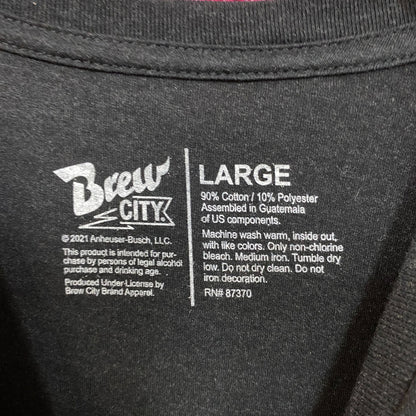 Brew
CITY
© 2021 Anheuser-Busch, LLC.
This product is intended for pur-
chase by persons of legal alcohol
purchase and drinking age.
Produced Under License by
Brew City Brand Apparel.
LARGE
90% Cotton / 10% Polyester
Assembled in Guatemala
of US components.
Machine wash warm, inside out,
with like colors. Only non-chlorine
bleach. Medium iron. Tumble dry
low. Do not dry clean. Do not
iron decoration.
RN# 87370